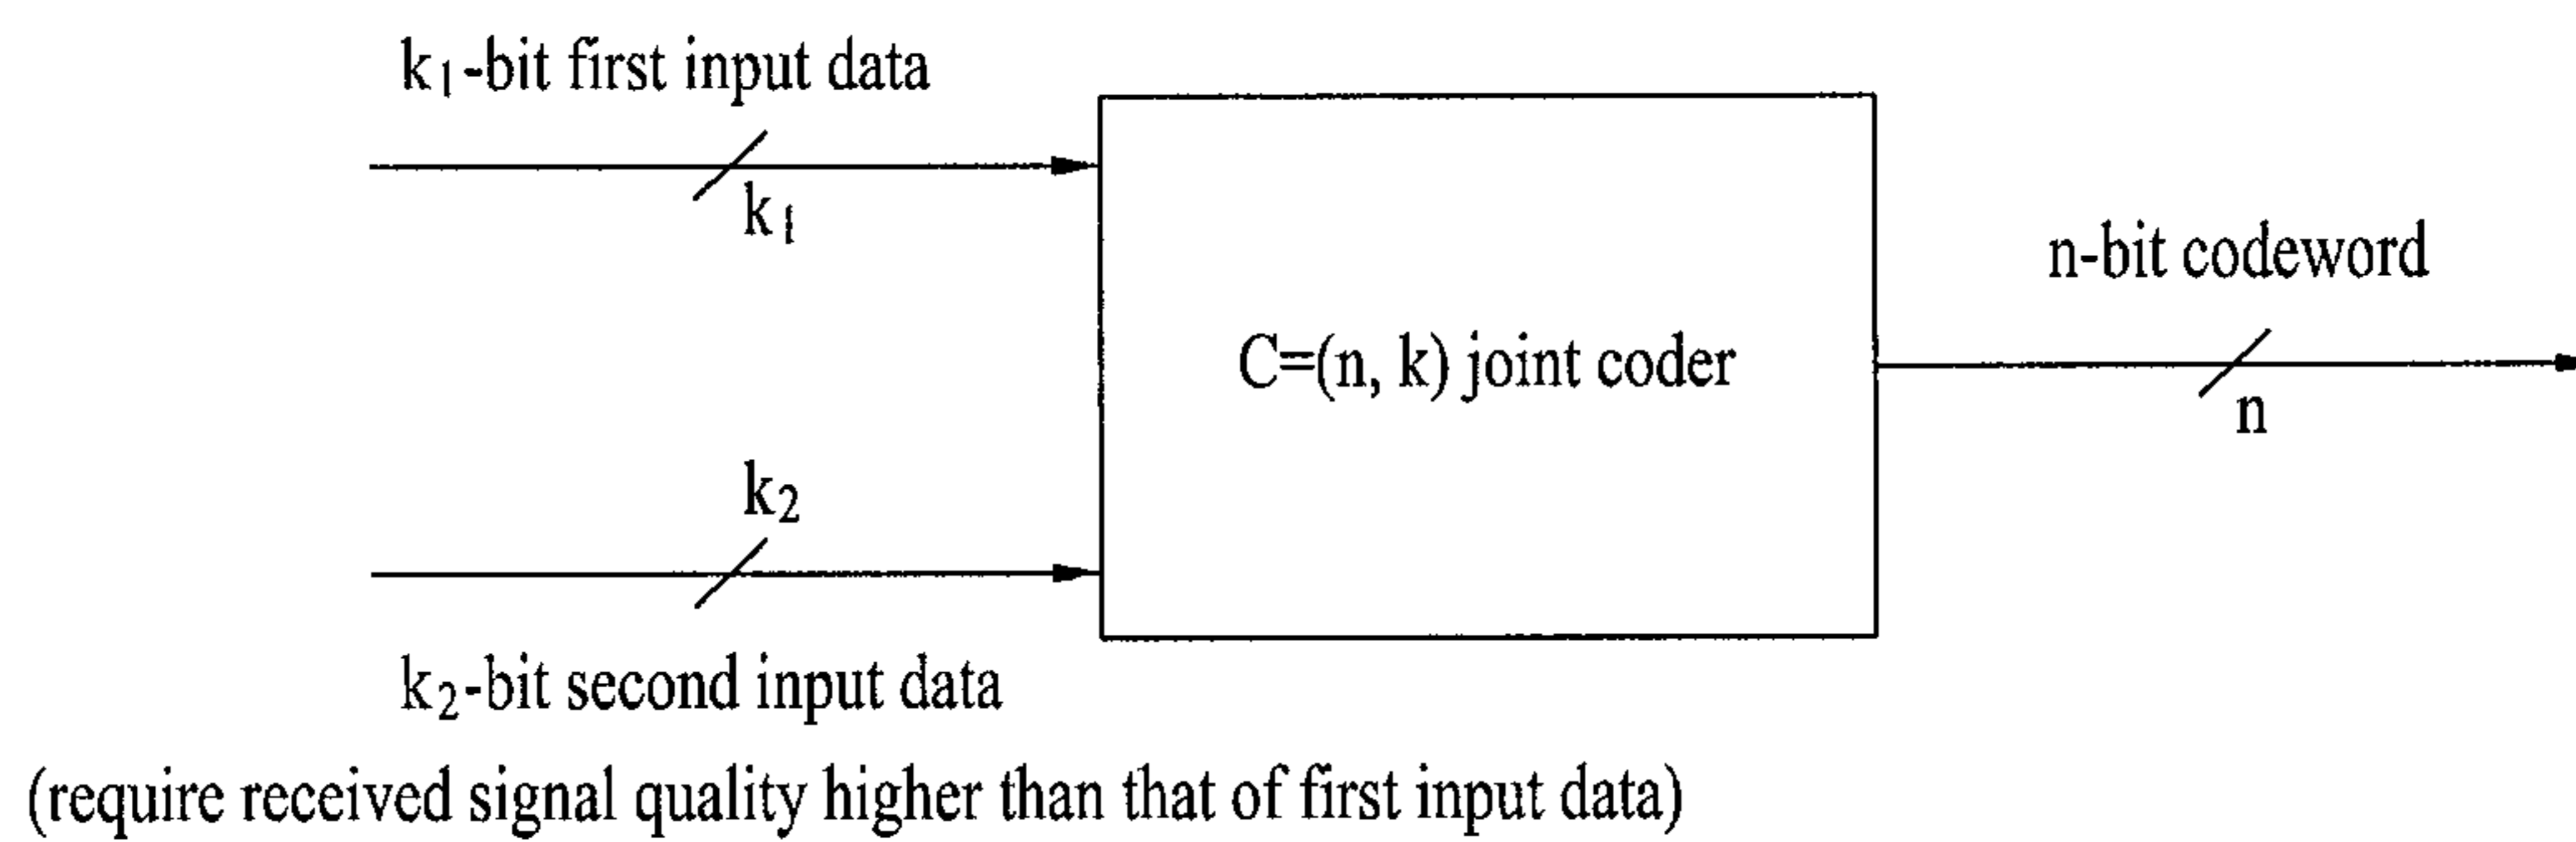 k1-bit first input data
k1
n-bit codeword
C=(n, k) joint coder
n
k2
k2-bit second input data
(require received signal quality higher than that of first input data)